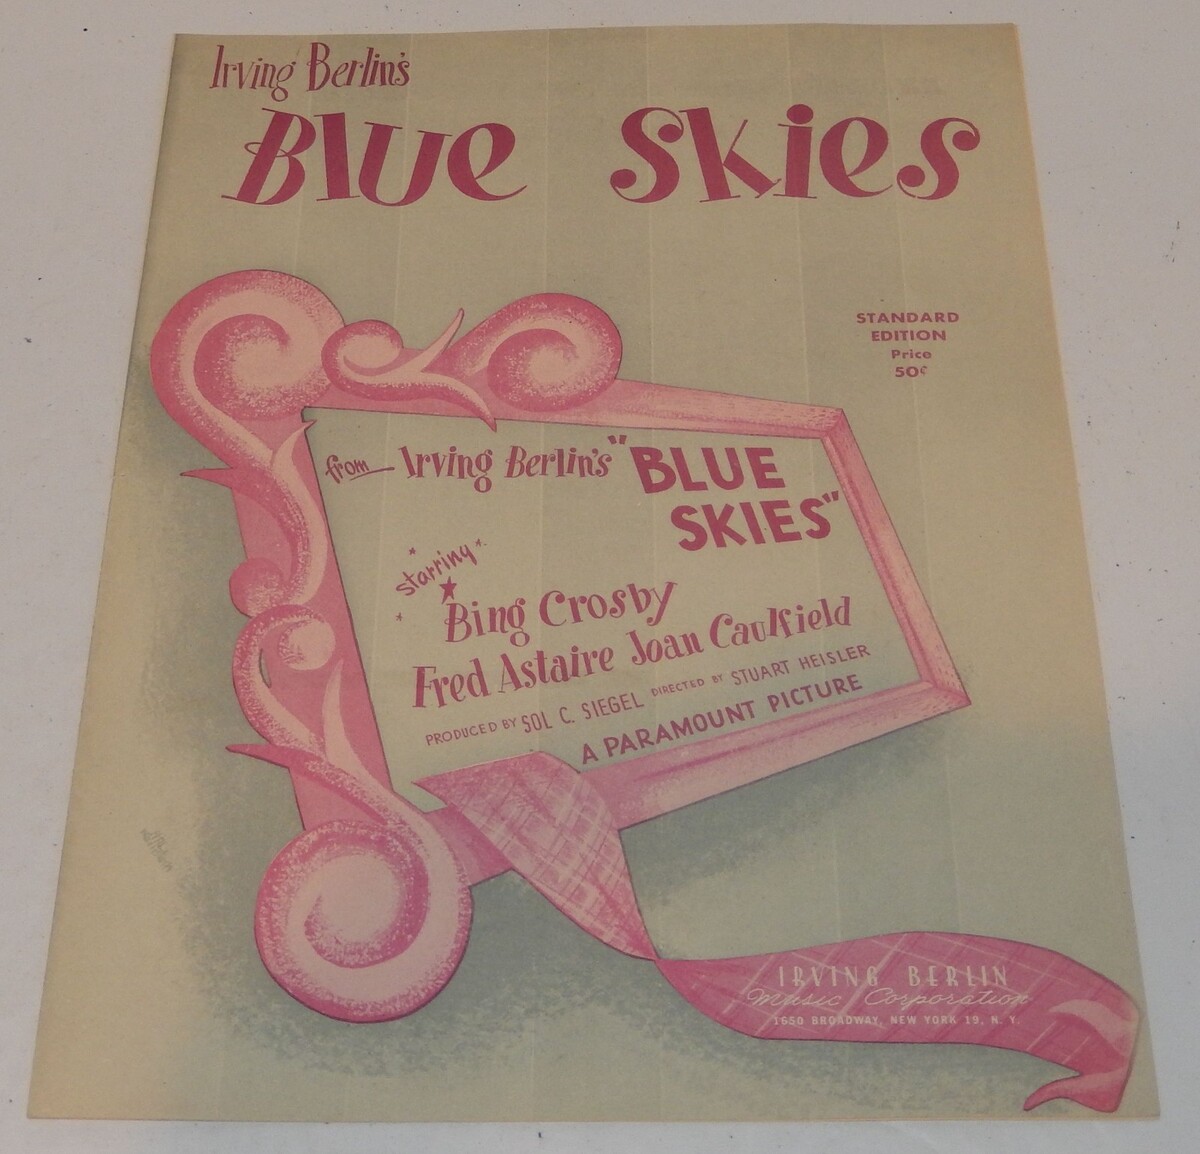 Irving Berlin's
BLUE SKIES
STANDARD
EDITION
Price
50¢
from Irving Berlin's "BLUE
SKIES"
starring
Bing Crosby
Fred Astaire Joan Caulfield
PRODUCED BY SOL C. SIEGEL DIRECTED BY STUART HEISLER
A PARAMOUNT PICTURE
IRVING BERLIN
Music Corporation
1650 BROADWAY, NEW YORK 19, N. Y.